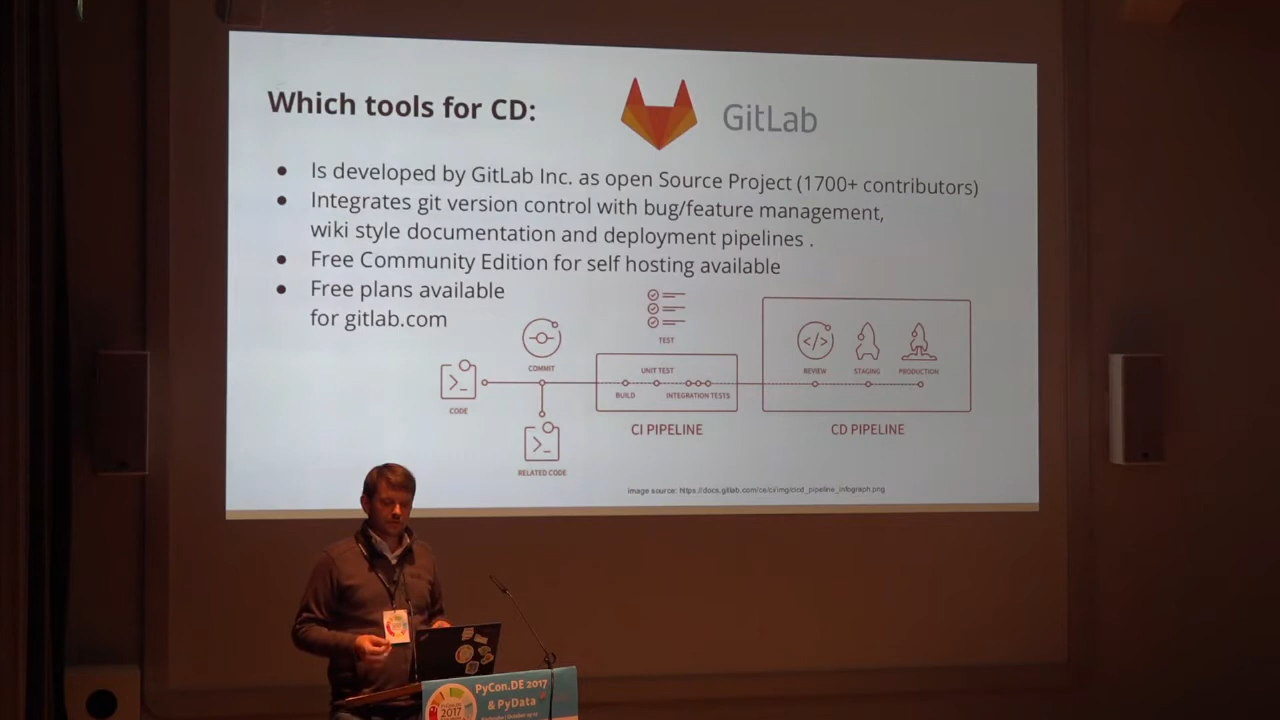 Which tools for CD:
GitLab
● Is developed by GitLab Inc. as open Source Project (1700+ contributors)
● Integrates git version control with bug/feature management,
wiki style documentation and deployment pipelines .
● Free Community Edition for self hosting available
● Free plans available
for gitlab.com
TEST
COMMIT
UNIT TEST
REVIEW
STAGING
PRODUCTION
BUILD
INTEGRATION TESTS
CODE
CI PIPELINE
CD PIPELINE
RELATED CODE
Image source: https://docs.gitlab.com/ce/ci/img/cicd_pipeline_infograph.png
PyCon.DE 2017
& PyData
2017